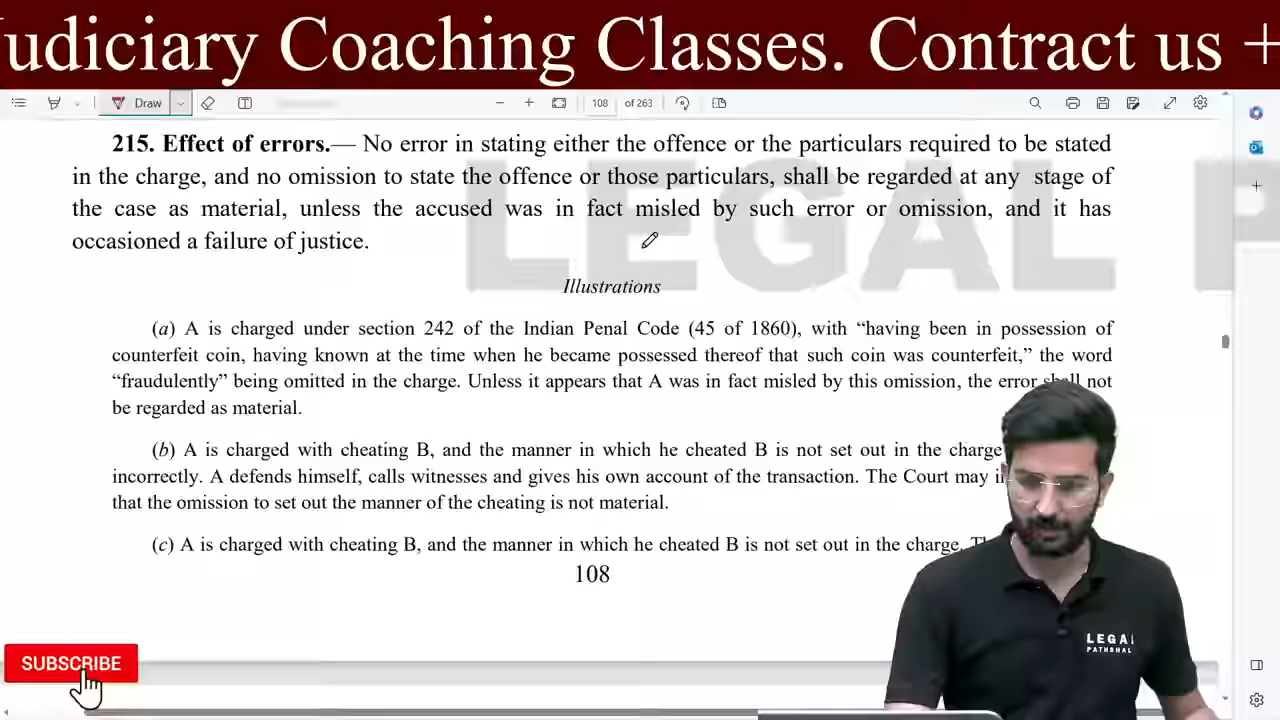 Judiciary Coaching Classes. Contract us +
Draw
108 of 263
215. Effect of errors.— No error in stating either the offence or the particulars required to be stated
in the charge, and no omission to state the offence or those particulars, shall be regarded at any stage of
the case as material, unless the accused was in fact misled by such error or omission, and it has
occasioned a failure of justice.
LEGAL P
Illustrations
(a) A is charged under section 242 of the Indian Penal Code (45 of 1860), with “having been in possession of
counterfeit coin, having known at the time when he became possessed thereof that such coin was counterfeit,” the word
“fraudulently” being omitted in the charge. Unless it appears that A was in fact misled by this omission, the error shall not
be regarded as material.
(b) A is charged with cheating B, and the manner in which he cheated B is not set out in the charge
incorrectly. A defends himself, calls witnesses and gives his own account of the transaction. The Court may
that the omission to set out the manner of the cheating is not material.
(c) A is charged with cheating B, and the manner in which he cheated B is not set out in the charge.
108
SUBSCRIBE
LEGAL
PATHSHAL